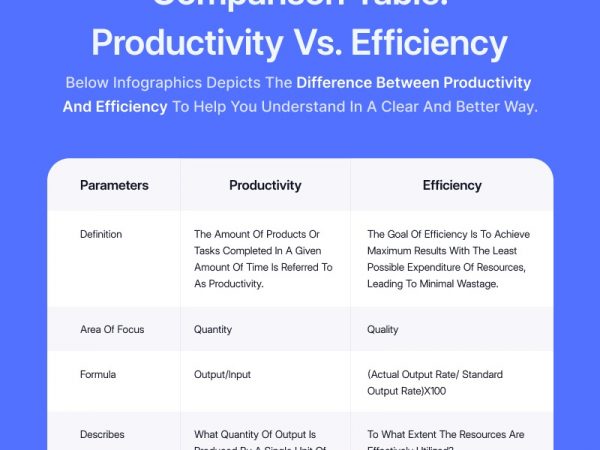 Comparison Table:
Productivity Vs. Efficiency
Below Infographics Depicts The Difference Between Productivity
And Efficiency To Help You Understand In A Clear And Better Way.
Parameters Productivity Efficiency
Definition
The Amount Of Products Or
Tasks Completed In A Given
Amount Of Time Is Referred To
As Productivity.
The Goal Of Efficiency Is To Achieve
Maximum Results With The Least
Possible Expenditure Of Resources,
Leading To Minimal Wastage.
Area Of Focus
Quantity
Quality
Formula
Output/Input
(Actual Output Rate/ Standard
Output Rate)X100
Describes
What Quantity Of Output Is
Produced By A Single Unit Of
To What Extent The Resources Are
Effectively Utilized?